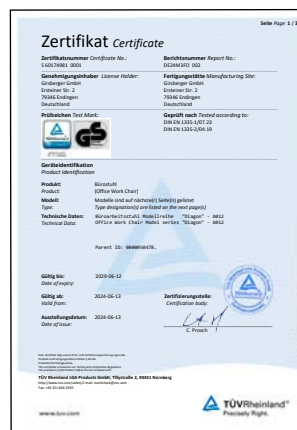 Seite Page 1 / 3
Zertifikat Certificate
Zertifikatsnummer Certificate No.:
S 60174981 0001
Berichtsnummer Report No.:
DE24M3FD 002
Genehmigungsinhaber License Holder:
Girsberger GmbH
Ersteiner Str. 2
79346 Endingen
Deutschland
Fertigungsstätte Manufacturing Site:
Girsberger GmbH
Ersteiner Str. 2
79346 Endingen
Deutschland
Prüfzeichen Test Mark:
Geprüft nach Tested according to:
DIN EN 1335-1/07.23
DIN EN 1335-2/04.19
Geräteidentifikation
Product Identification
Produkt: Bürostuhl
Product: (Office Work Chair)
Modell: Modelle sind auf nächste(r) Seite(n) gelistet
Type: Type designation(s) are listed on the next page(s)
Technische Daten: Büroarbeitsstuhl Modellreihe "Diagon" - A012
Technical Data: Office Work Chair Model series "Diagon" - A012
Parent ID: 0000050478.
Gültig bis: 2029-06-12
Date of expiry:
Gültig ab: 2024-06-13
Valid from:
Ausstellungsdatum: 2024-06-13
Date of issue:
Zertifizierungsstelle:
Certification body:
C. Prosch
TÜV Rheinland LGA Products GmbH, Tillystraße 2, 90431 Nürnberg
www.tuv.com
TÜVRheinland®
Precisely Right.